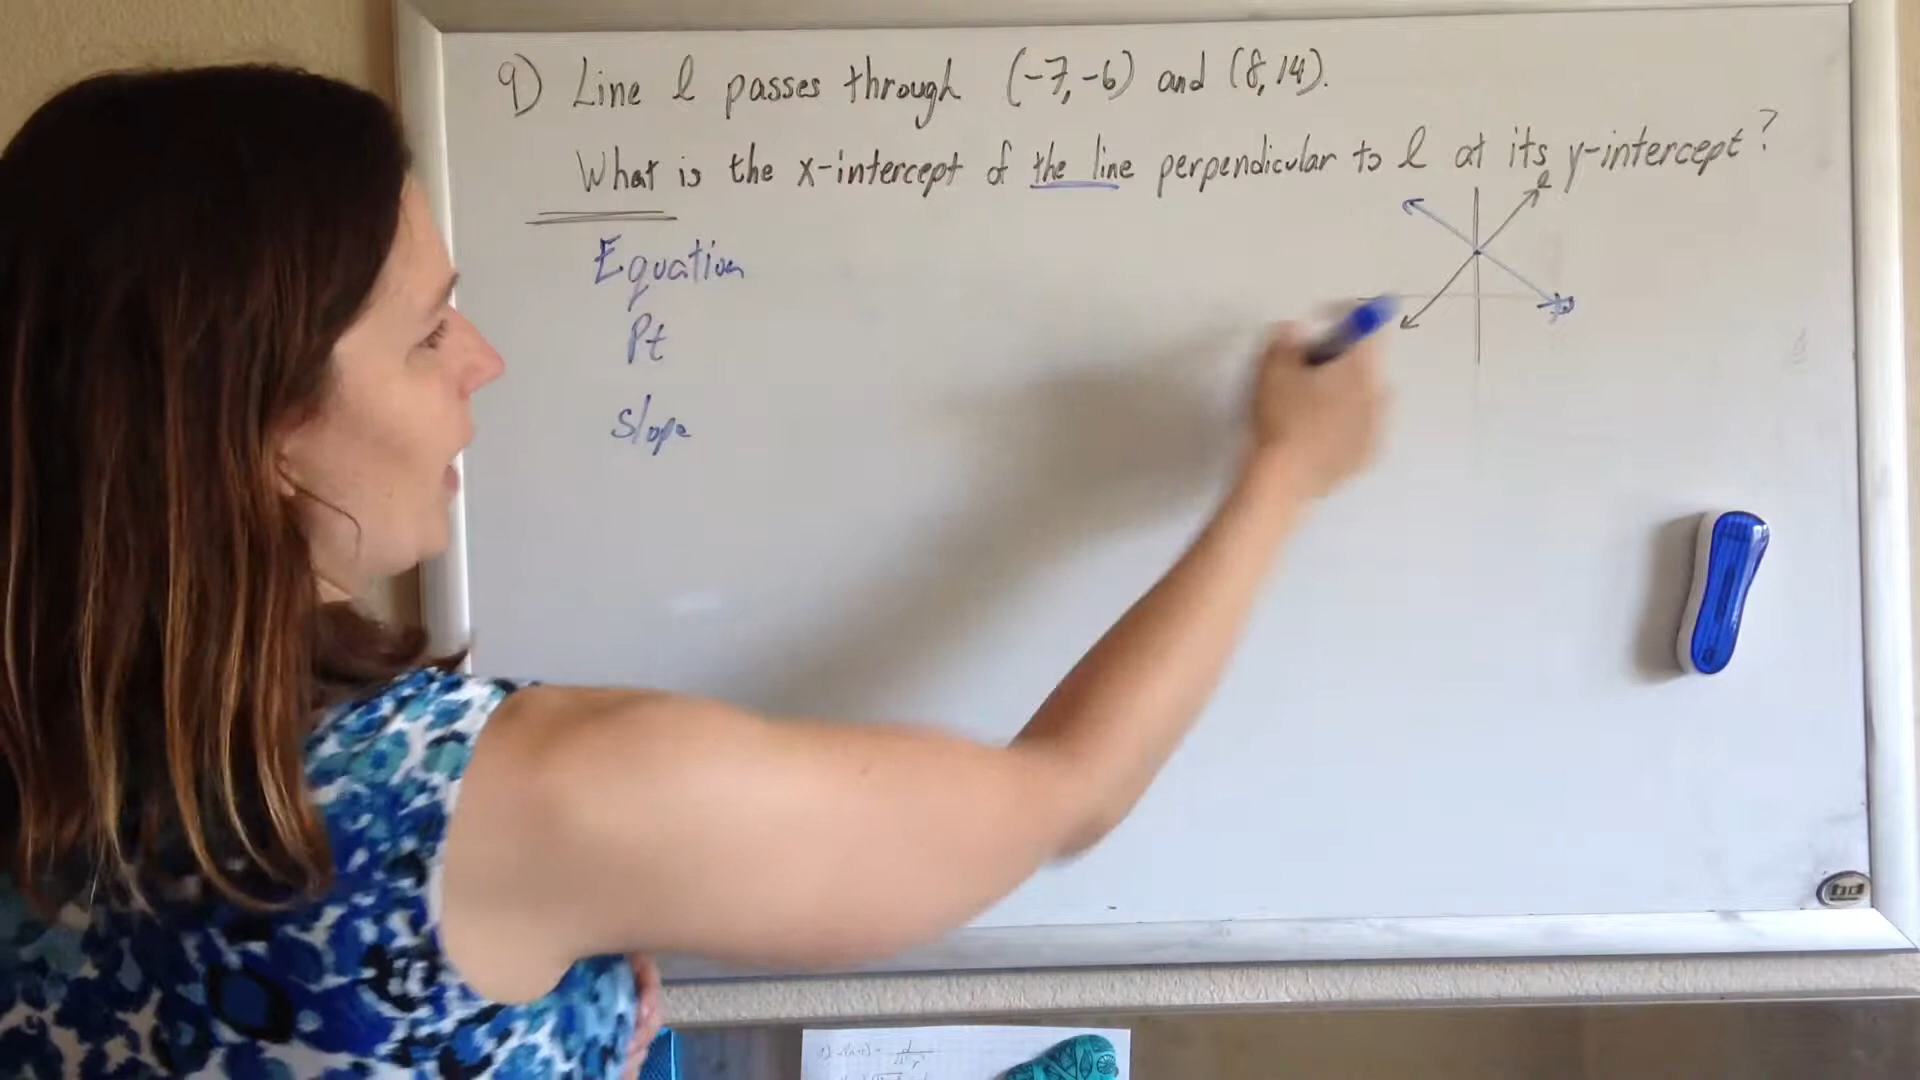 9) Line l passes through (-7,-6) and (8,14).
What is the x-intercept of the line perpendicular to l at its y-intercept?
l
Equation
Pt
Slope